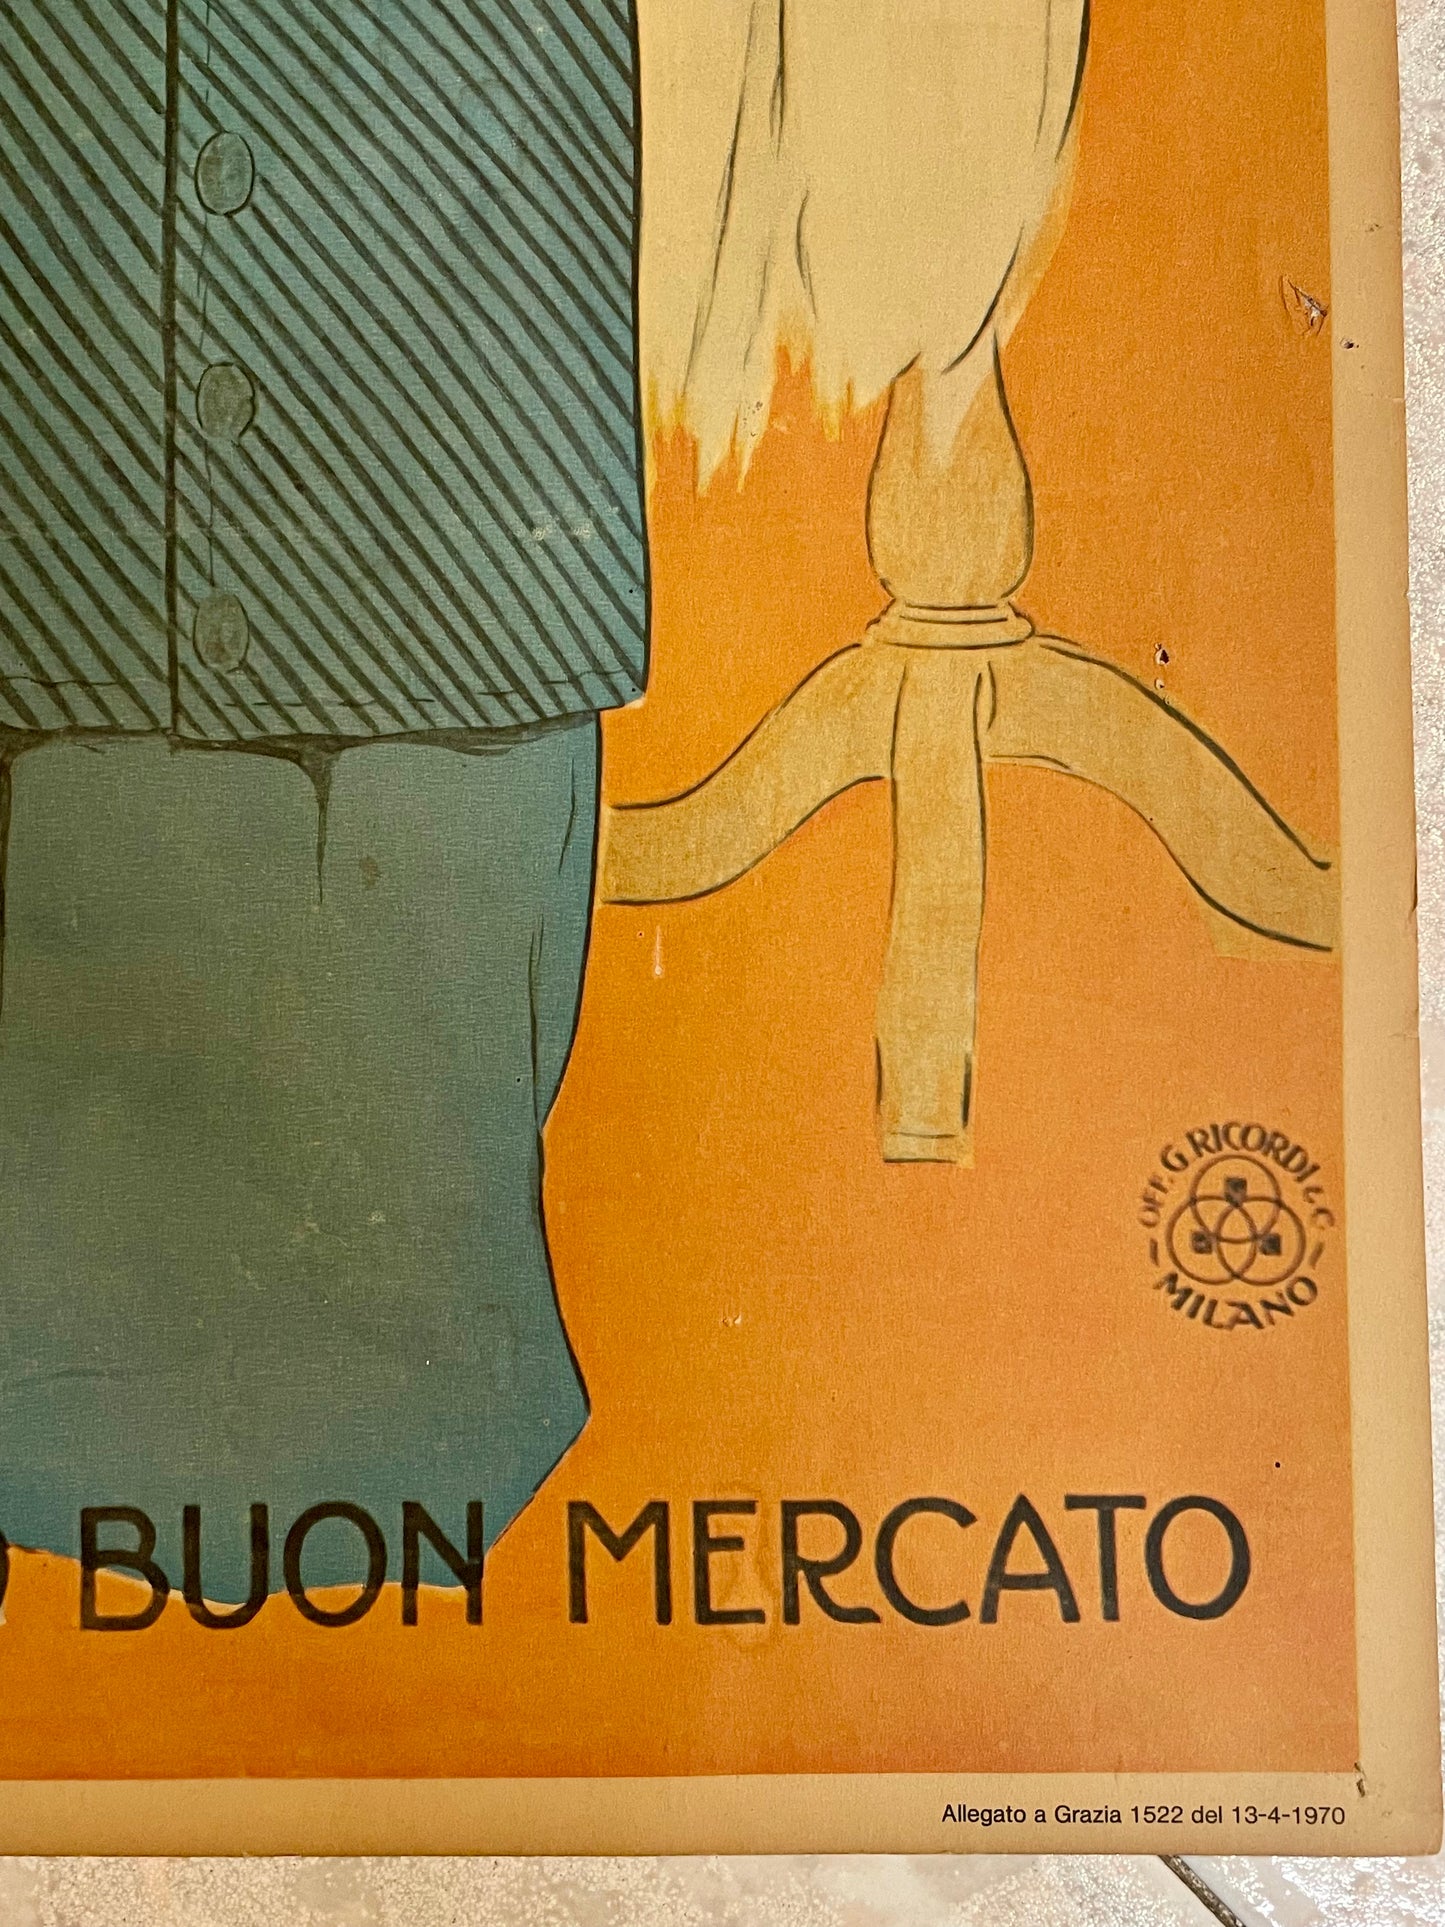 OFF. G. RICORDI & C.
MILANO
BUON MERCATO
Allegato a Grazia 1522 del 13-4-1970